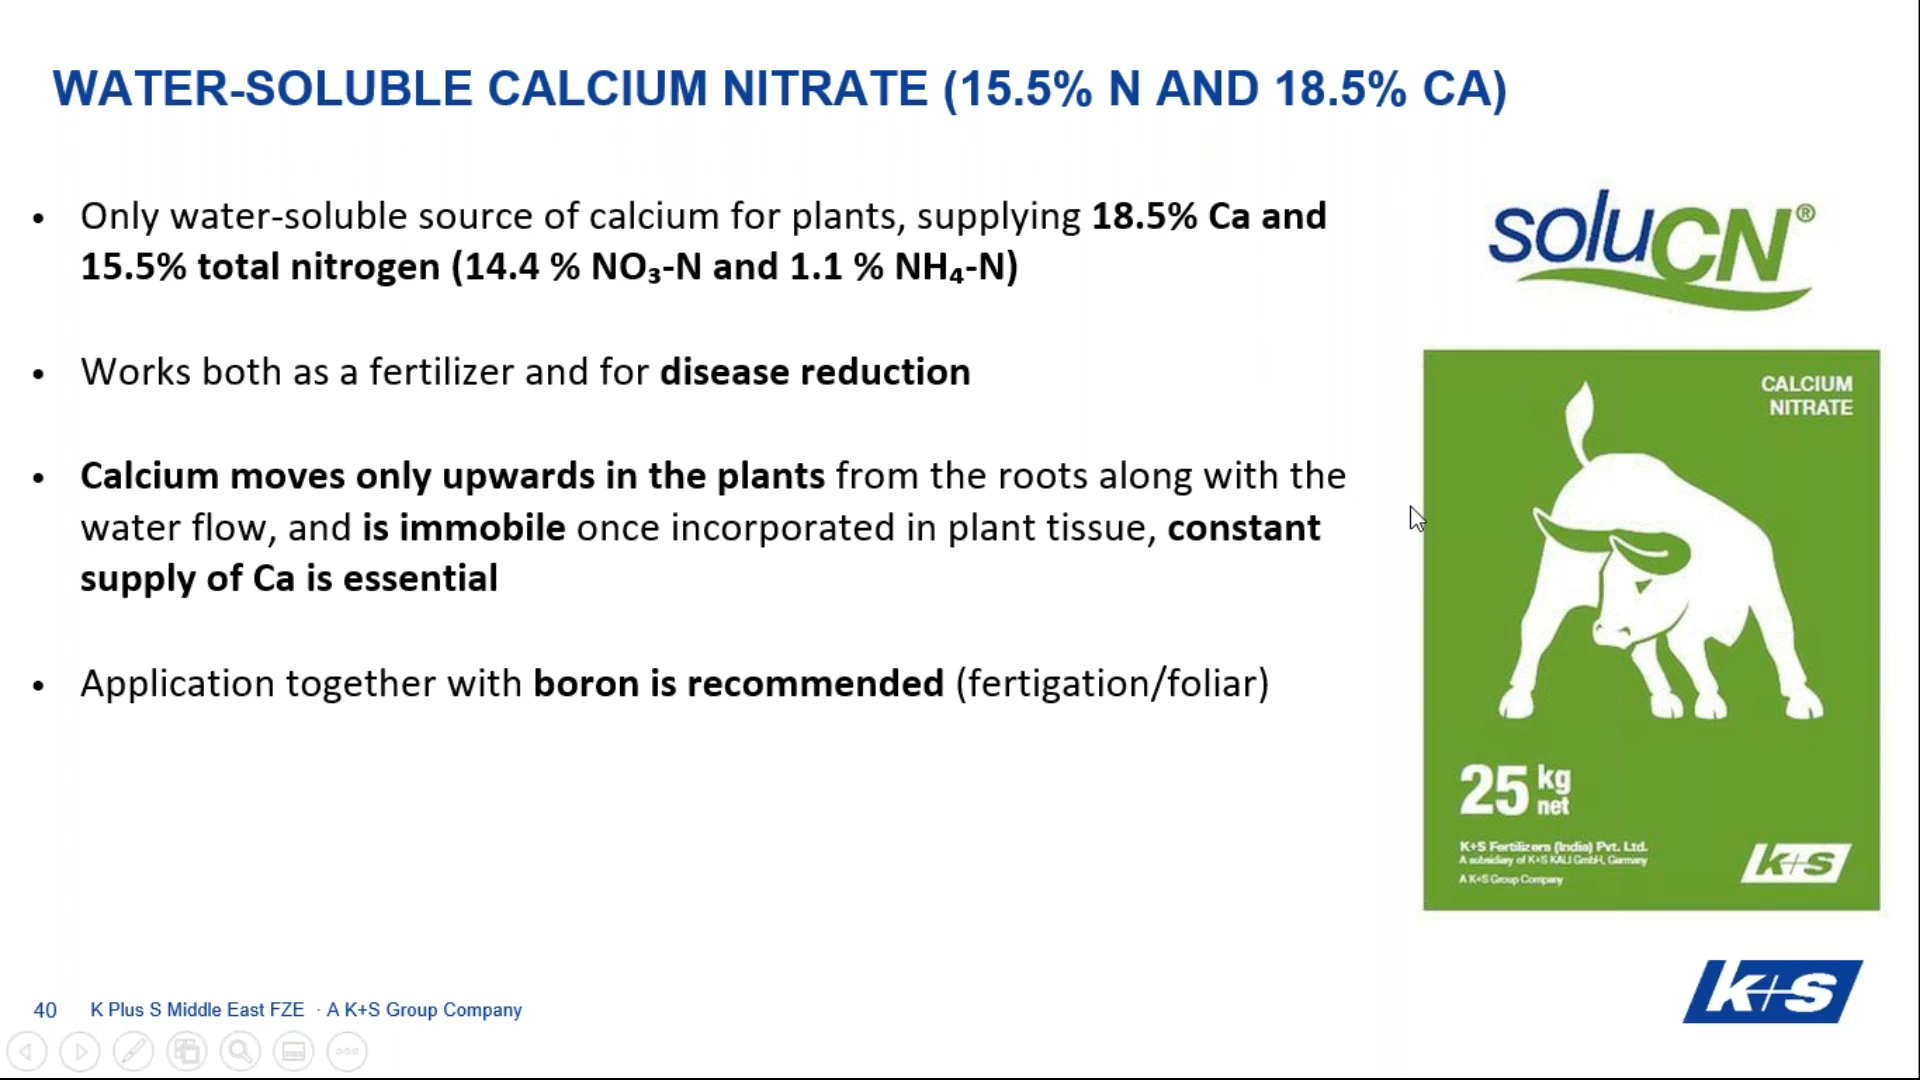 WATER-SOLUBLE CALCIUM NITRATE (15.5% N AND 18.5% CA)
• Only water-soluble source of calcium for plants, supplying 18.5% Ca and
15.5% total nitrogen (14.4 % NO₃-N and 1.1 % NH₄-N)
• Works both as a fertilizer and for disease reduction
• Calcium moves only upwards in the plants from the roots along with the
water flow, and is immobile once incorporated in plant tissue, constant
supply of Ca is essential
• Application together with boron is recommended (fertigation/foliar)
soluCN®
CALCIUM
NITRATE
25 kg
net
K+S Fertilizers (India) Pvt. Ltd.
A subsidiary of K+S KALI GmbH, Germany
A K+S Group Company
K+S
K+S
40 K Plus S Middle East FZE · A K+S Group Company